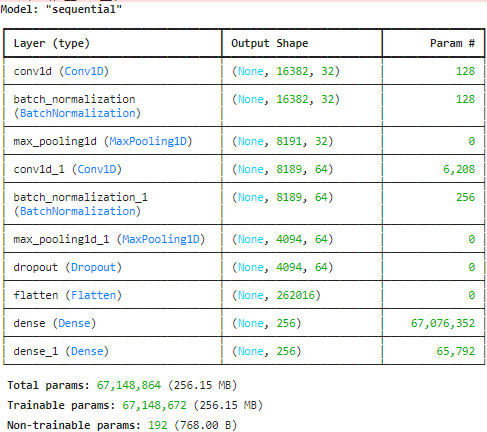 Model: "sequential"
Layer (type) Output Shape Param #
conv1d (Conv1D) (None, 16382, 32) 128
batch_normalization (None, 16382, 32) 128
(BatchNormalization)
max_pooling1d (MaxPooling1D) (None, 8191, 32) 0
conv1d_1 (Conv1D) (None, 8189, 64) 6,208
batch_normalization_1 (None, 8189, 64) 256
(BatchNormalization)
max_pooling1d_1 (MaxPooling1D) (None, 4094, 64) 0
dropout (Dropout) (None, 4094, 64) 0
flatten (Flatten) (None, 262016) 0
dense (Dense) (None, 256) 67,076,352
dense_1 (Dense) (None, 256) 65,792
Total params: 67,148,864 (256.15 MB)
Trainable params: 67,148,672 (256.15 MB)
Non-trainable params: 192 (768.00 B)